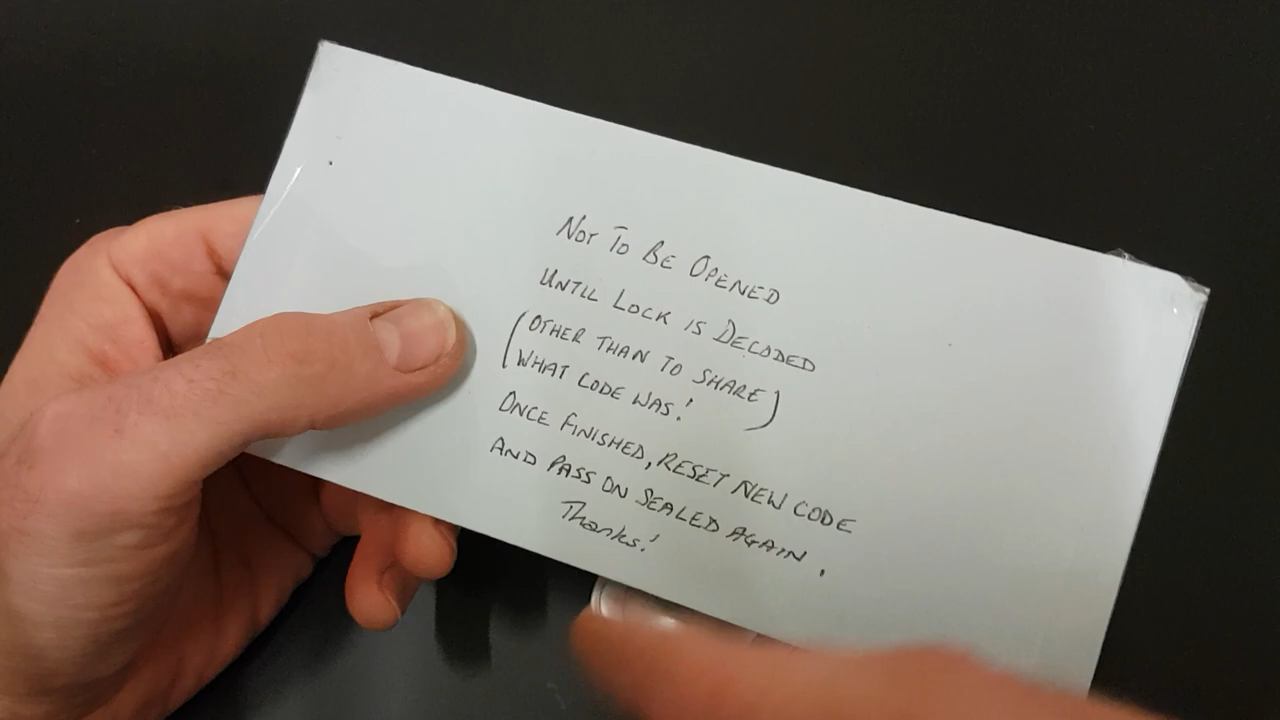 NOT TO BE OPENED
UNTIL LOCK IS DECODED
(OTHER THAN TO SHARE
WHAT CODE WAS!)
ONCE FINISHED, RESET NEW CODE
AND PASS ON SEALED AGAIN.
Thanks!